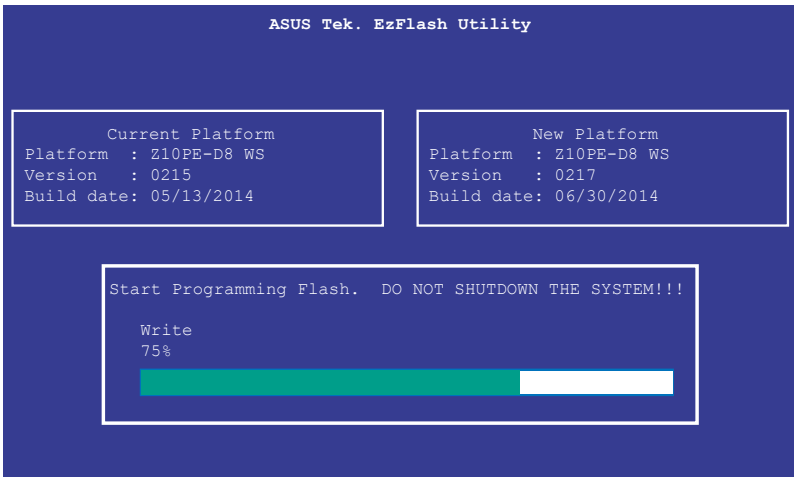 ASUS Tek. EzFlash Utility
Current Platform
Platform : Z10PE-D8 WS
Version : 0215
Build date: 05/13/2014
New Platform
Platform : Z10PE-D8 WS
Version : 0217
Build date: 06/30/2014
Start Programming Flash. DO NOT SHUTDOWN THE SYSTEM!!!
Write
75%